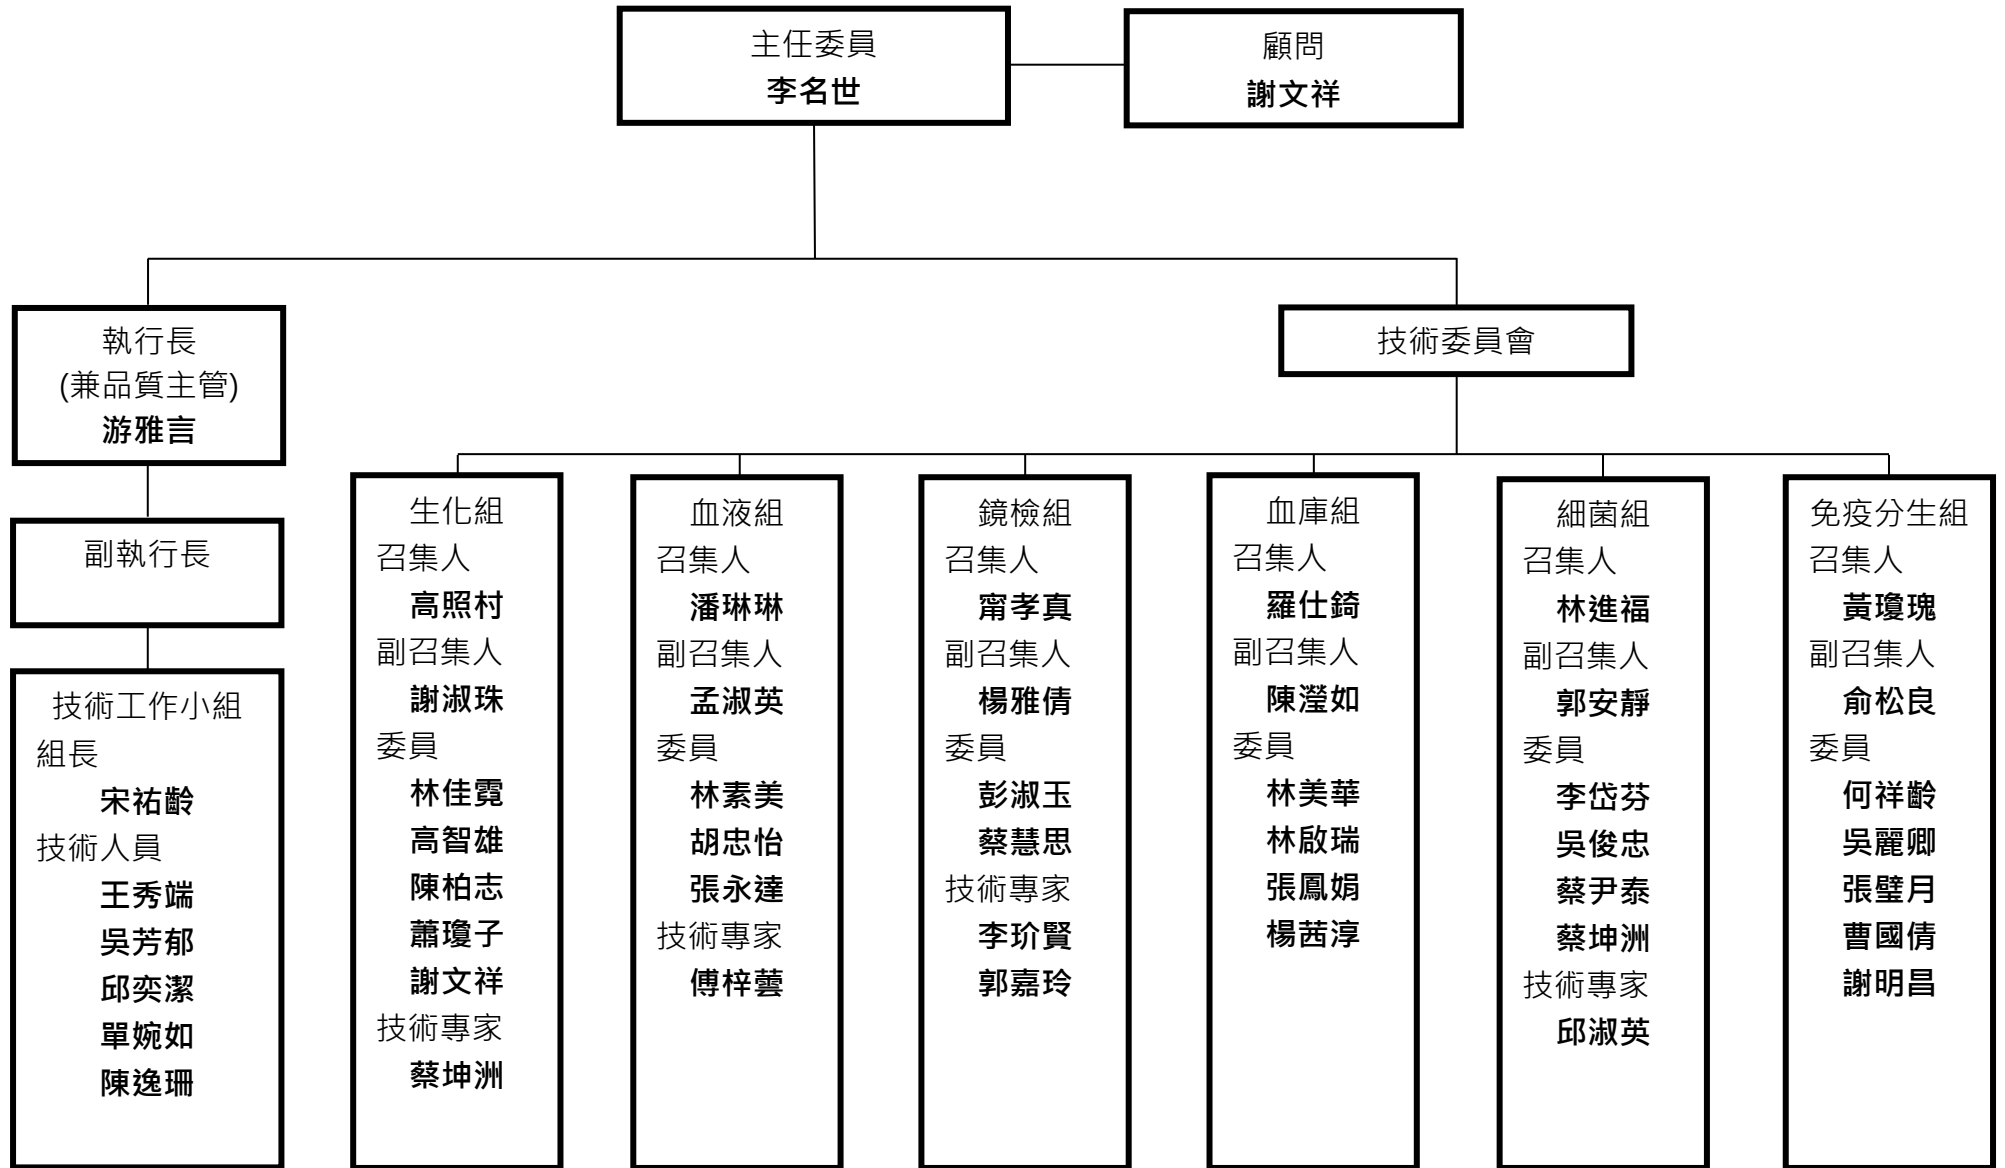 主任委員
李名世
顧問
謝文祥
執行長
(兼品質主管)
游雅言
技術委員會
副執行長
技術工作小組
組長
宋祐齡
技術人員
王秀端
吳芳郁
邱奕潔
單婉如
陳逸珊
生化組
召集人
高照村
副召集人
謝淑珠
委員
林佳霓
高智雄
陳柏志
蕭瓊子
謝文祥
技術專家
蔡坤洲
血液組
召集人
潘琳琳
副召集人
孟淑英
委員
林素美
胡忠怡
張永達
技術專家
傅梓蕓
鏡檢組
召集人
甯孝真
副召集人
楊雅倩
委員
彭淑玉
蔡慧思
技術專家
李玠賢
郭嘉玲
血庫組
召集人
羅仕錡
副召集人
陳瀅如
委員
林美華
林啟瑞
張鳳娟
楊茜淳
細菌組
召集人
林進福
副召集人
郭安靜
委員
李岱芬
吳俊忠
蔡尹泰
蔡坤洲
技術專家
邱淑英
免疫分生組
召集人
黃瓊瑰
副召集人
俞松良
委員
何祥齡
吳麗卿
張璧月
曹國倩
謝明昌